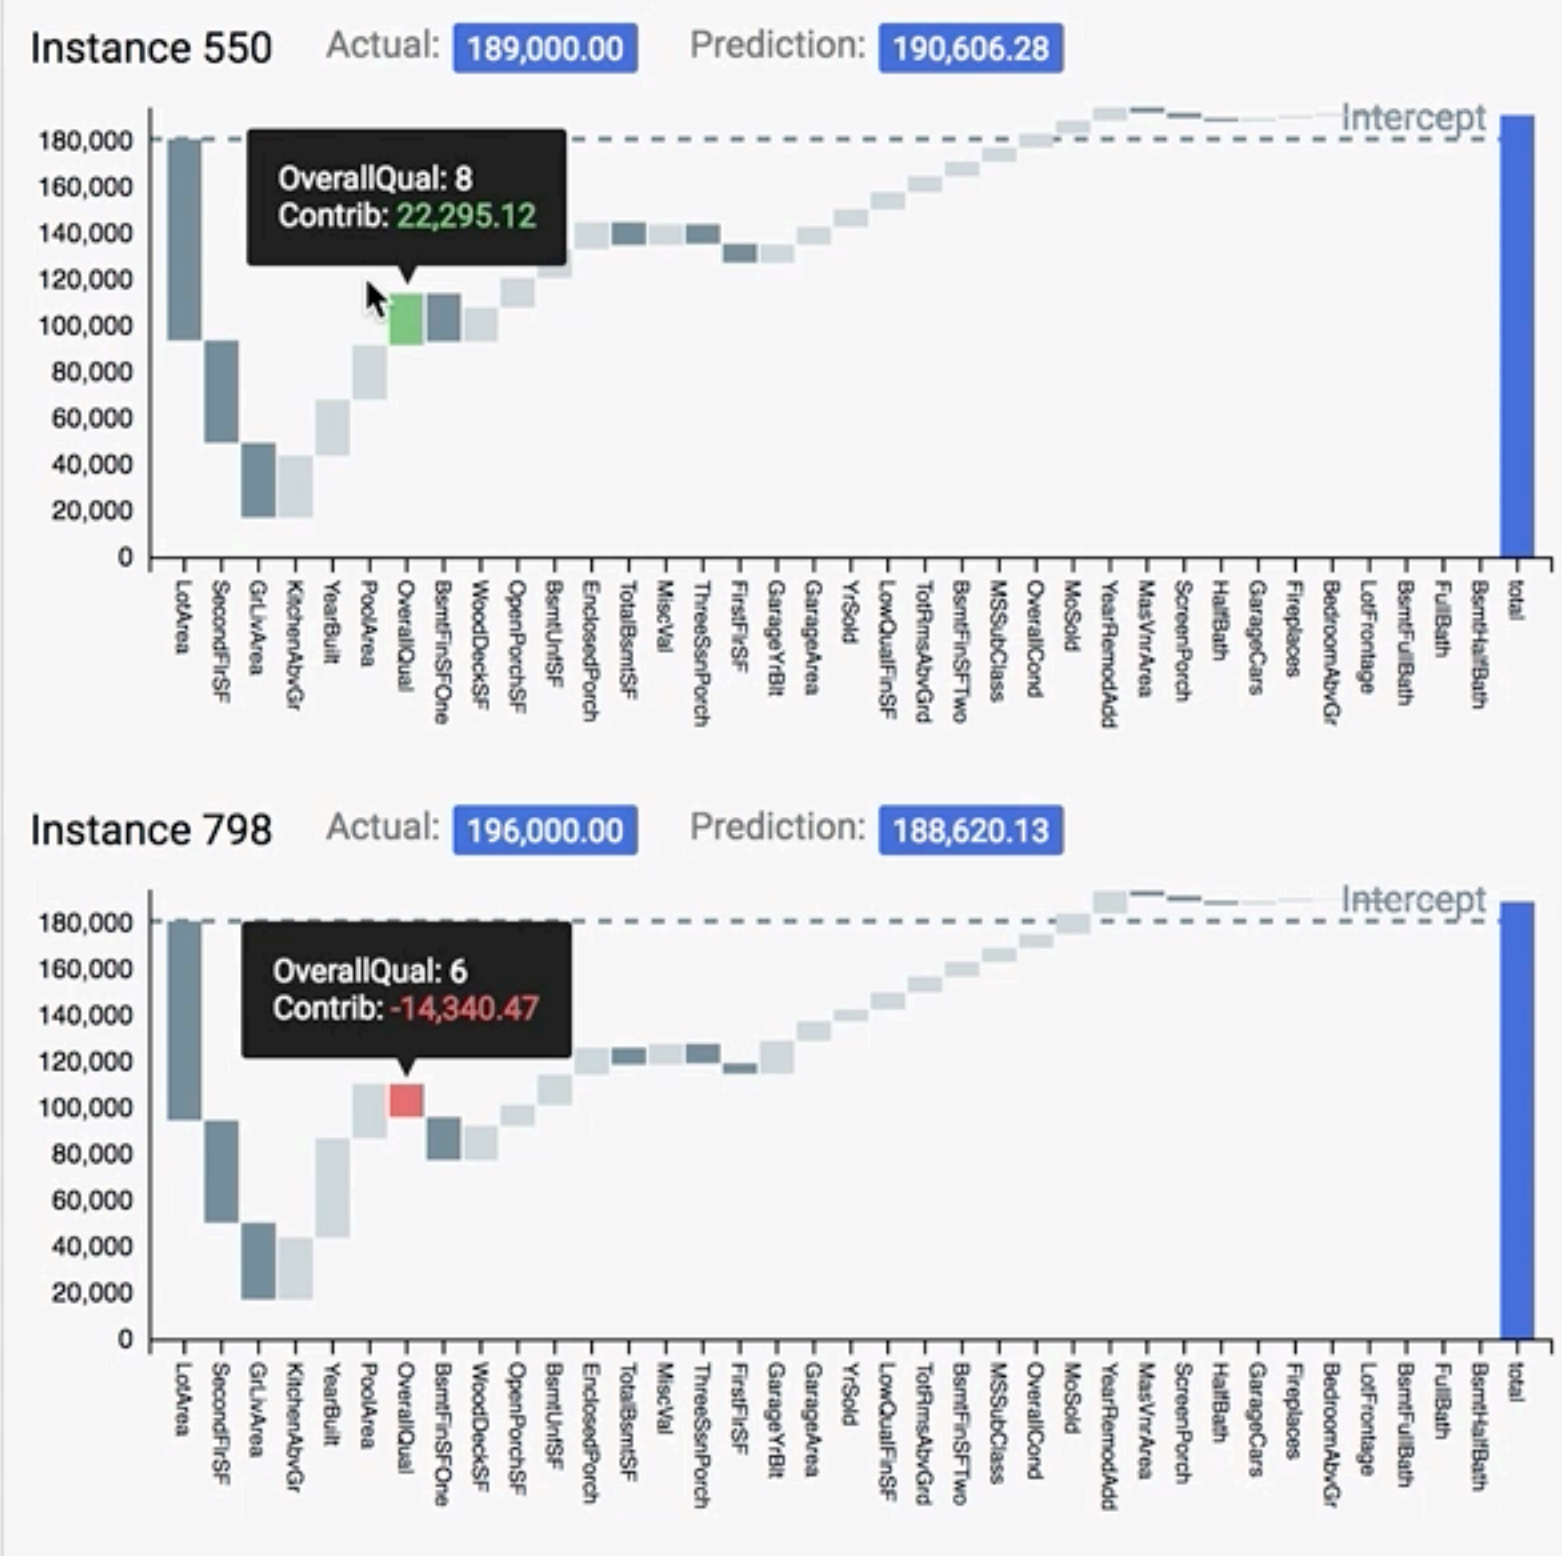 Instance 550 Actual: 189,000.00 Prediction: 190,606.28
Intercept
180,000
160,000
140,000
120,000
100,000
80,000
60,000
40,000
20,000
0
OverallQual: 8
Contrib: 22,295.12
LotArea
SecondFlrSF
GrLivArea
KitchenAbvGr
YearBuilt
PoolArea
OverallQual
BsmtFinSFOne
WoodDeckSF
OpenPorchSF
BsmtUnfSF
EnclosedPorch
TotalBsmtSF
MiscVal
ThreeSsnPorch
FirstFlrSF
GarageYrBlt
GarageArea
YrSold
LowQualFinSF
TotRmsAbvGrd
BsmtFinSFTwo
MSSubClass
OverallCond
MoSold
YearRemodAdd
MasVnrArea
ScreenPorch
HalfBath
GarageCars
Fireplaces
BedroomAbvGr
LotFrontage
BsmtFullBath
FullBath
BsmtHalfBath
total
Instance 798 Actual: 196,000.00 Prediction: 188,620.13
Intercept
180,000
160,000
140,000
120,000
100,000
80,000
60,000
40,000
20,000
0
OverallQual: 6
Contrib: -14,340.47
LotArea
SecondFlrSF
GrLivArea
KitchenAbvGr
YearBuilt
PoolArea
OverallQual
BsmtFinSFOne
WoodDeckSF
OpenPorchSF
BsmtUnfSF
EnclosedPorch
TotalBsmtSF
MiscVal
ThreeSsnPorch
FirstFlrSF
GarageYrBlt
GarageArea
YrSold
LowQualFinSF
TotRmsAbvGrd
BsmtFinSFTwo
MSSubClass
OverallCond
MoSold
YearRemodAdd
MasVnrArea
ScreenPorch
HalfBath
GarageCars
Fireplaces
BedroomAbvGr
LotFrontage
BsmtFullBath
FullBath
BsmtHalfBath
total